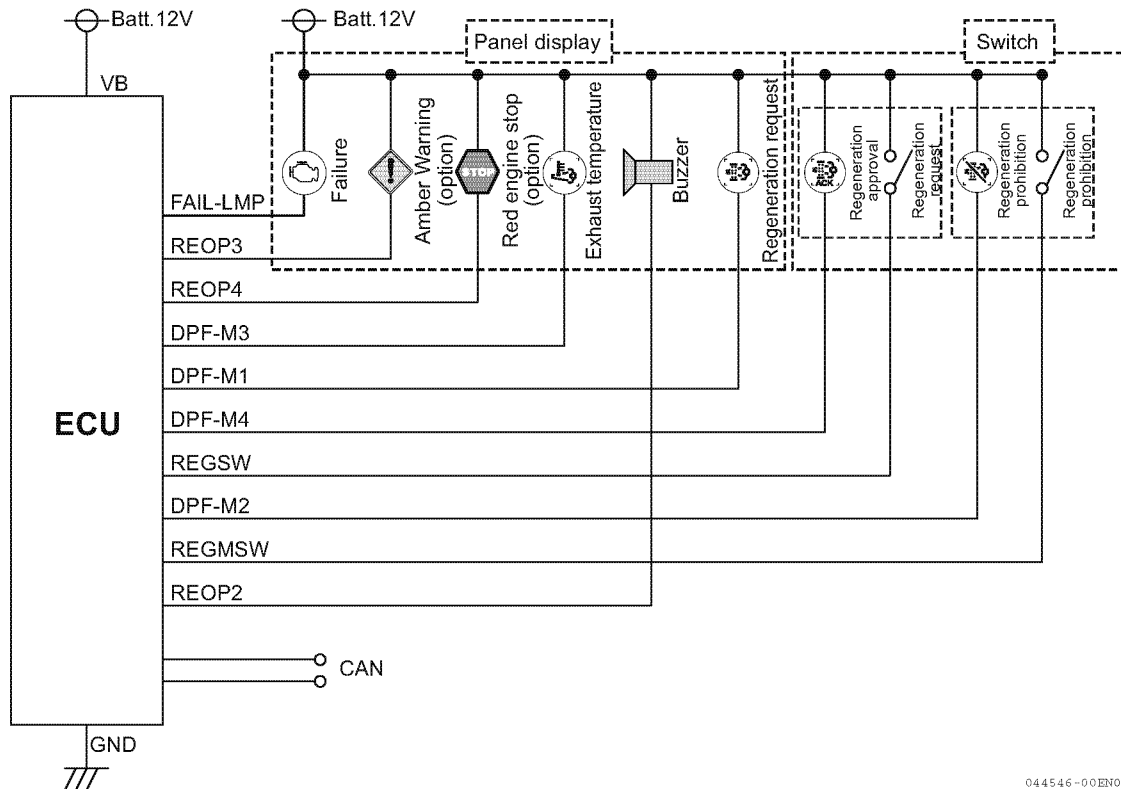 Batt.12V
Batt.12V
Panel display
Switch
VB
Failure
Amber Warning
(option)
Red engine stop
(option)
Exhaust temperature
Buzzer
Regeneration request
Regeneration
approval
Regeneration
request
Regeneration
prohibition
Regeneration
prohibition
STOP
ACK
FAIL-LMP
REOP3
REOP4
DPF-M3
DPF-M1
DPF-M4
REGSW
DPF-M2
REGMSW
REOP2
ECU
CAN
GND
044546-00EN0